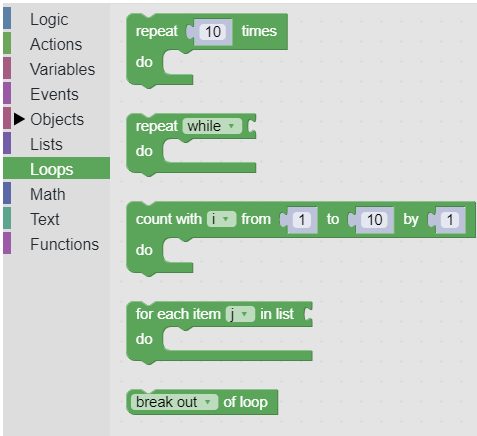 Logic
Actions
Variables
Events
Objects
Lists
Loops
Math
Text
Functions
repeat 10 times
do
repeat while
do
count with i from 1 to 10 by 1
do
for each item j in list
do
break out of loop